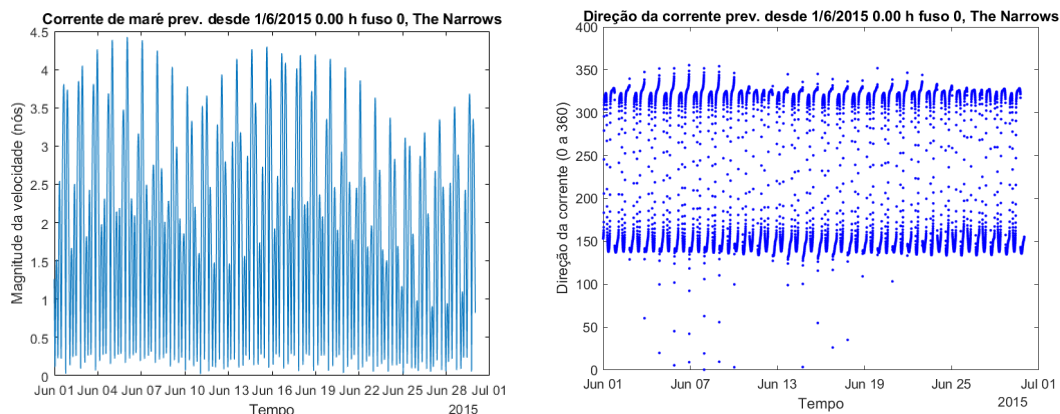 Corrente de maré prev. desde 1/6/2015 0.00 h fuso 0, The Narrows
4.5
4
3.5
3
2.5
2
1.5
1
0.5
0
Magnitude da velocidade (nós)
Jun 01 Jun 04 Jun 07 Jun 10 Jun 13 Jun 16 Jun 19 Jun 22 Jun 25 Jun 28 Jul 01
Tempo
2015
Direção da corrente prev. desde 1/6/2015 0.00 h fuso 0, The Narrows
400
350
300
250
200
150
100
50
0
Direção da corrente (0 a 360)
Jun 01 Jun 07 Jun 13 Jun 19 Jun 25 Jul 01
Tempo
2015